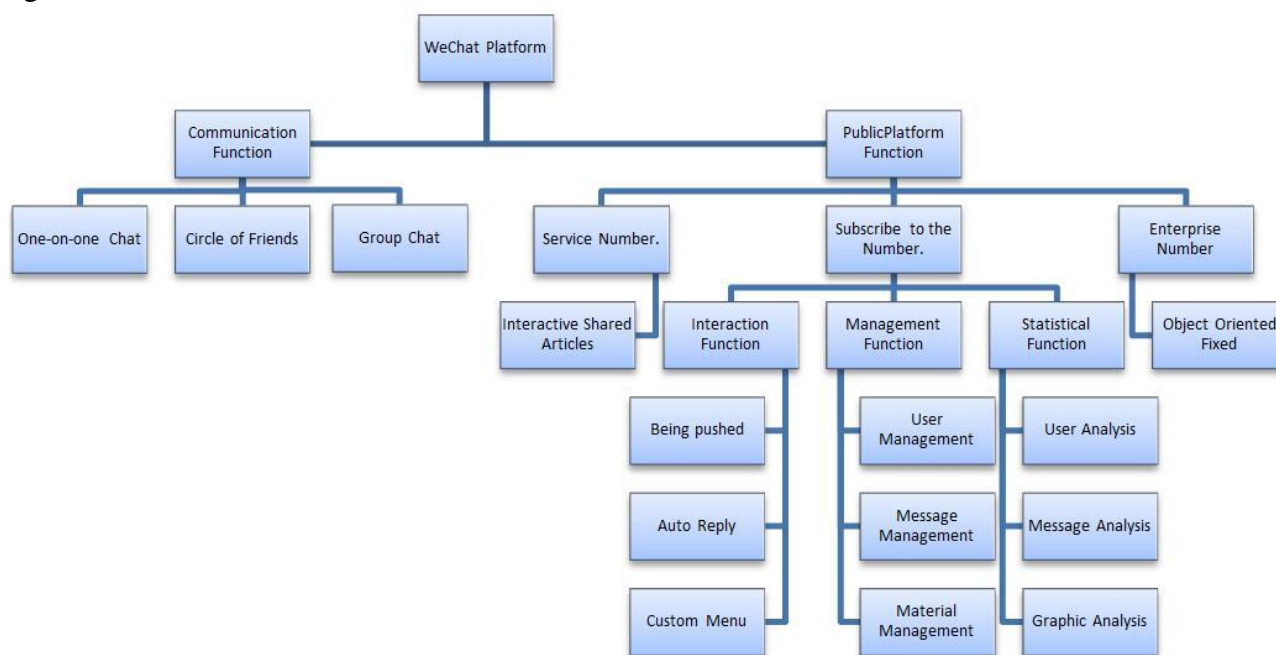 WeChat Platform
Communication
Function
PublicPlatform
Function
One-on-one Chat
Circle of Friends
Group Chat
Service Number.
Subscribe to the
Number.
Enterprise
Number
Interactive Shared
Articles
Interaction
Function
Management
Function
Statistical
Function
Object Oriented
Fixed
Being pushed
User
Management
User Analysis
Auto Reply
Message
Management
Message Analysis
Custom Menu
Material
Management
Graphic Analysis